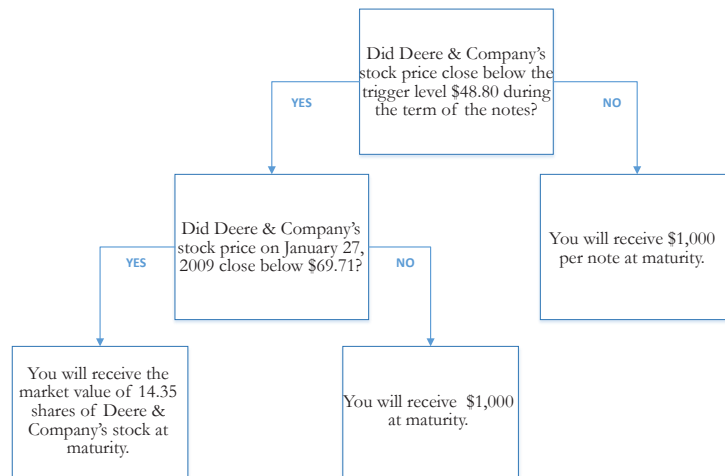 Did Deere & Company's
stock price close below the
trigger level $48.80 during
the term of the notes?
YES
NO
Did Deere & Company's
stock price on January 27,
2009 close below $69.71?
You will receive $1,000
per note at maturity.
YES
NO
You will receive the
market value of 14.35
shares of Deere &
Company's stock at
maturity.
You will receive $1,000
at maturity.